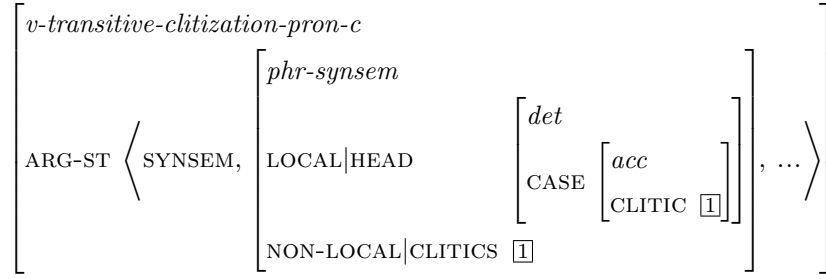 v-transitive-clitization-pron-c
phr-synsem
det
ARG-ST ⟨ SYNSEM, LOCAL|HEAD CASE acc , ... ⟩
CLITIC 1
NON-LOCAL|CLITICS 1